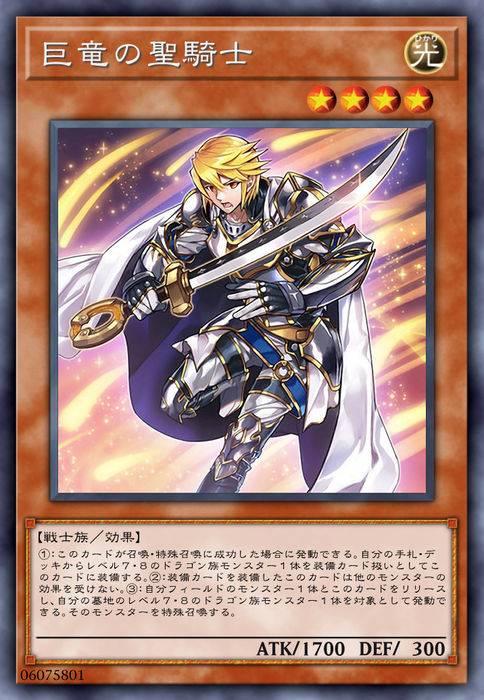 巨竜の聖騎士
ひかり
光
【戦士族／効果】
①:このカードが召喚・特殊召喚に成功した場合に発動できる。自分の手札・デ
ッキからレベル７・８のドラゴン族モンスター１体を装備カード扱いとしてこ
のカードに装備する。②:装備カードを装備したこのカードは他のモンスターの
効果を受けない。③:自分フィールドのモンスター１体とこのカードをリリース
し、自分の墓地のレベル７・８のドラゴン族モンスター１体を対象として発動で
きる。そのモンスターを特殊召喚する。
ATK/1700 DEF/ 300
06075801